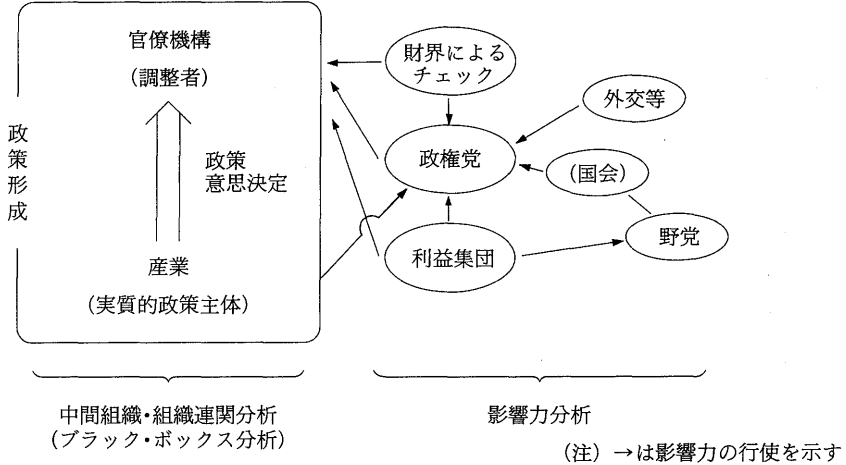 官僚機構
(調整者)
政策形成
政策
意思決定
産業
(実質的政策主体)
財界による
チェック
外交等
政権党
(国会)
利益集団
野党
中間組織・組織連関分析
(ブラック・ボックス分析)
影響力分析
(注) →は影響力の行使を示す